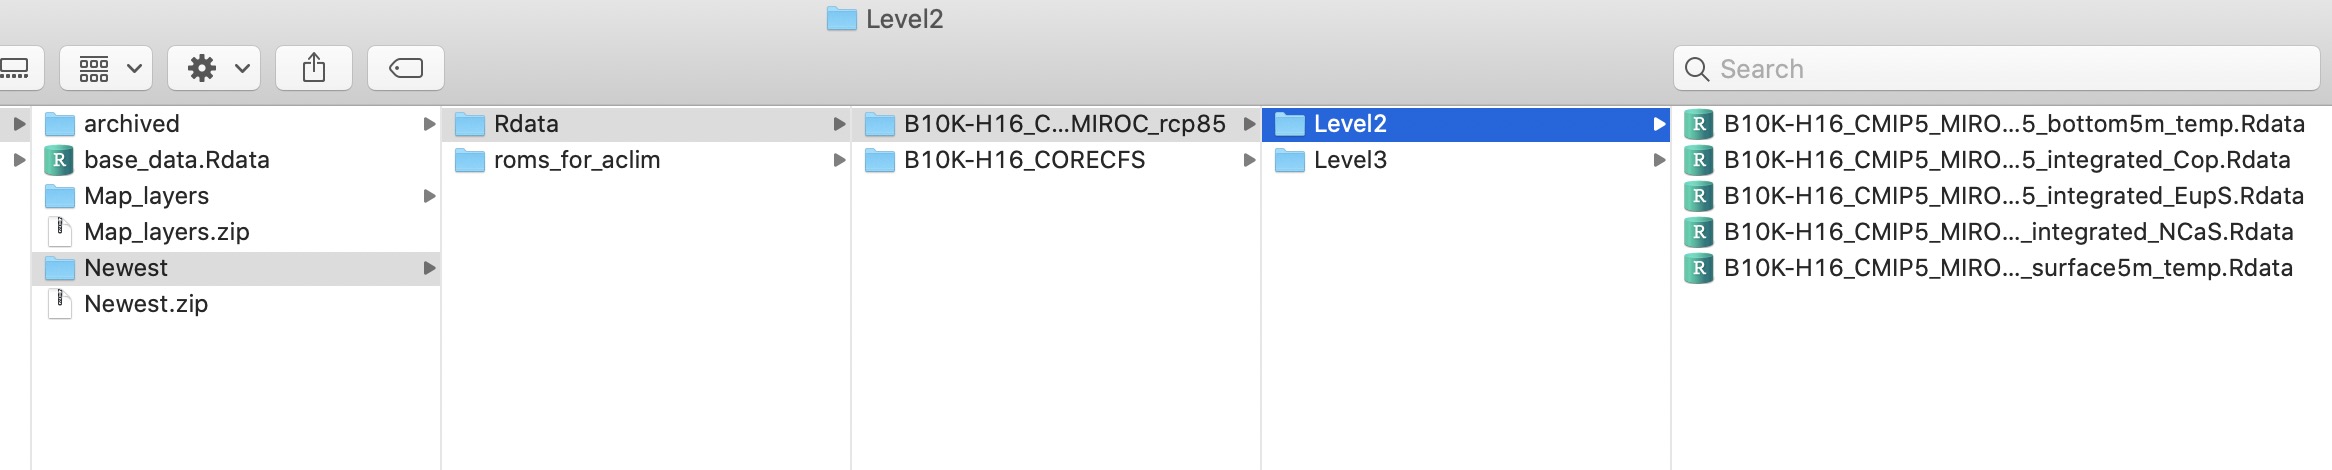 Level2
Search
archived
base_data.Rdata
Map_layers
Map_layers.zip
Newest
Newest.zip
Rdata
roms_for_aclim
B10K-H16_C...MIROC_rcp85
B10K-H16_CORECFS
Level2
Level3
R B10K-H16_CMIP5_MIRO...5_bottom5m_temp.Rdata
R B10K-H16_CMIP5_MIRO...5_integrated_Cop.Rdata
R B10K-H16_CMIP5_MIRO...5_integrated_EupS.Rdata
R B10K-H16_CMIP5_MIRO..._integrated_NCaS.Rdata
R B10K-H16_CMIP5_MIRO..._surface5m_temp.Rdata